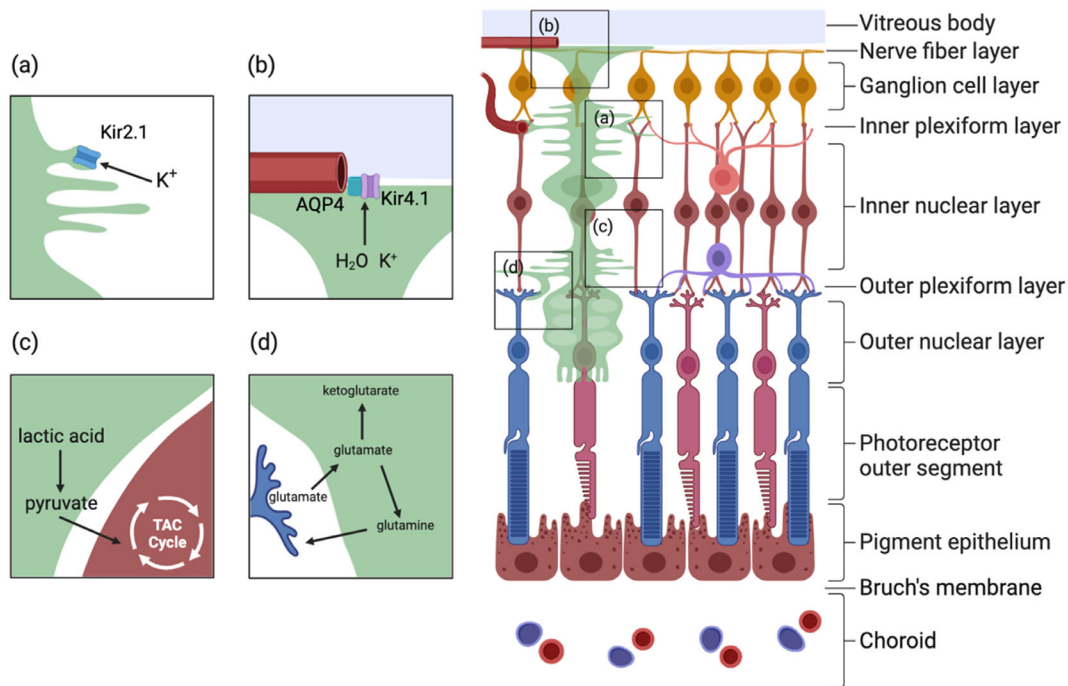 (a)
Kir2.1
K+
(b)
AQP4
Kir4.1
H2O K+
(c)
lactic acid
pyruvate
TAC
Cycle
(d)
ketoglutarate
glutamate
glutamate
glutamine
(b)
(a)
(c)
(d)
Vitreous body
Nerve fiber layer
Ganglion cell layer
Inner plexiform layer
Inner nuclear layer
Outer plexiform layer
Outer nuclear layer
Photoreceptor
outer segment
Pigment epithelium
Bruch's membrane
Choroid